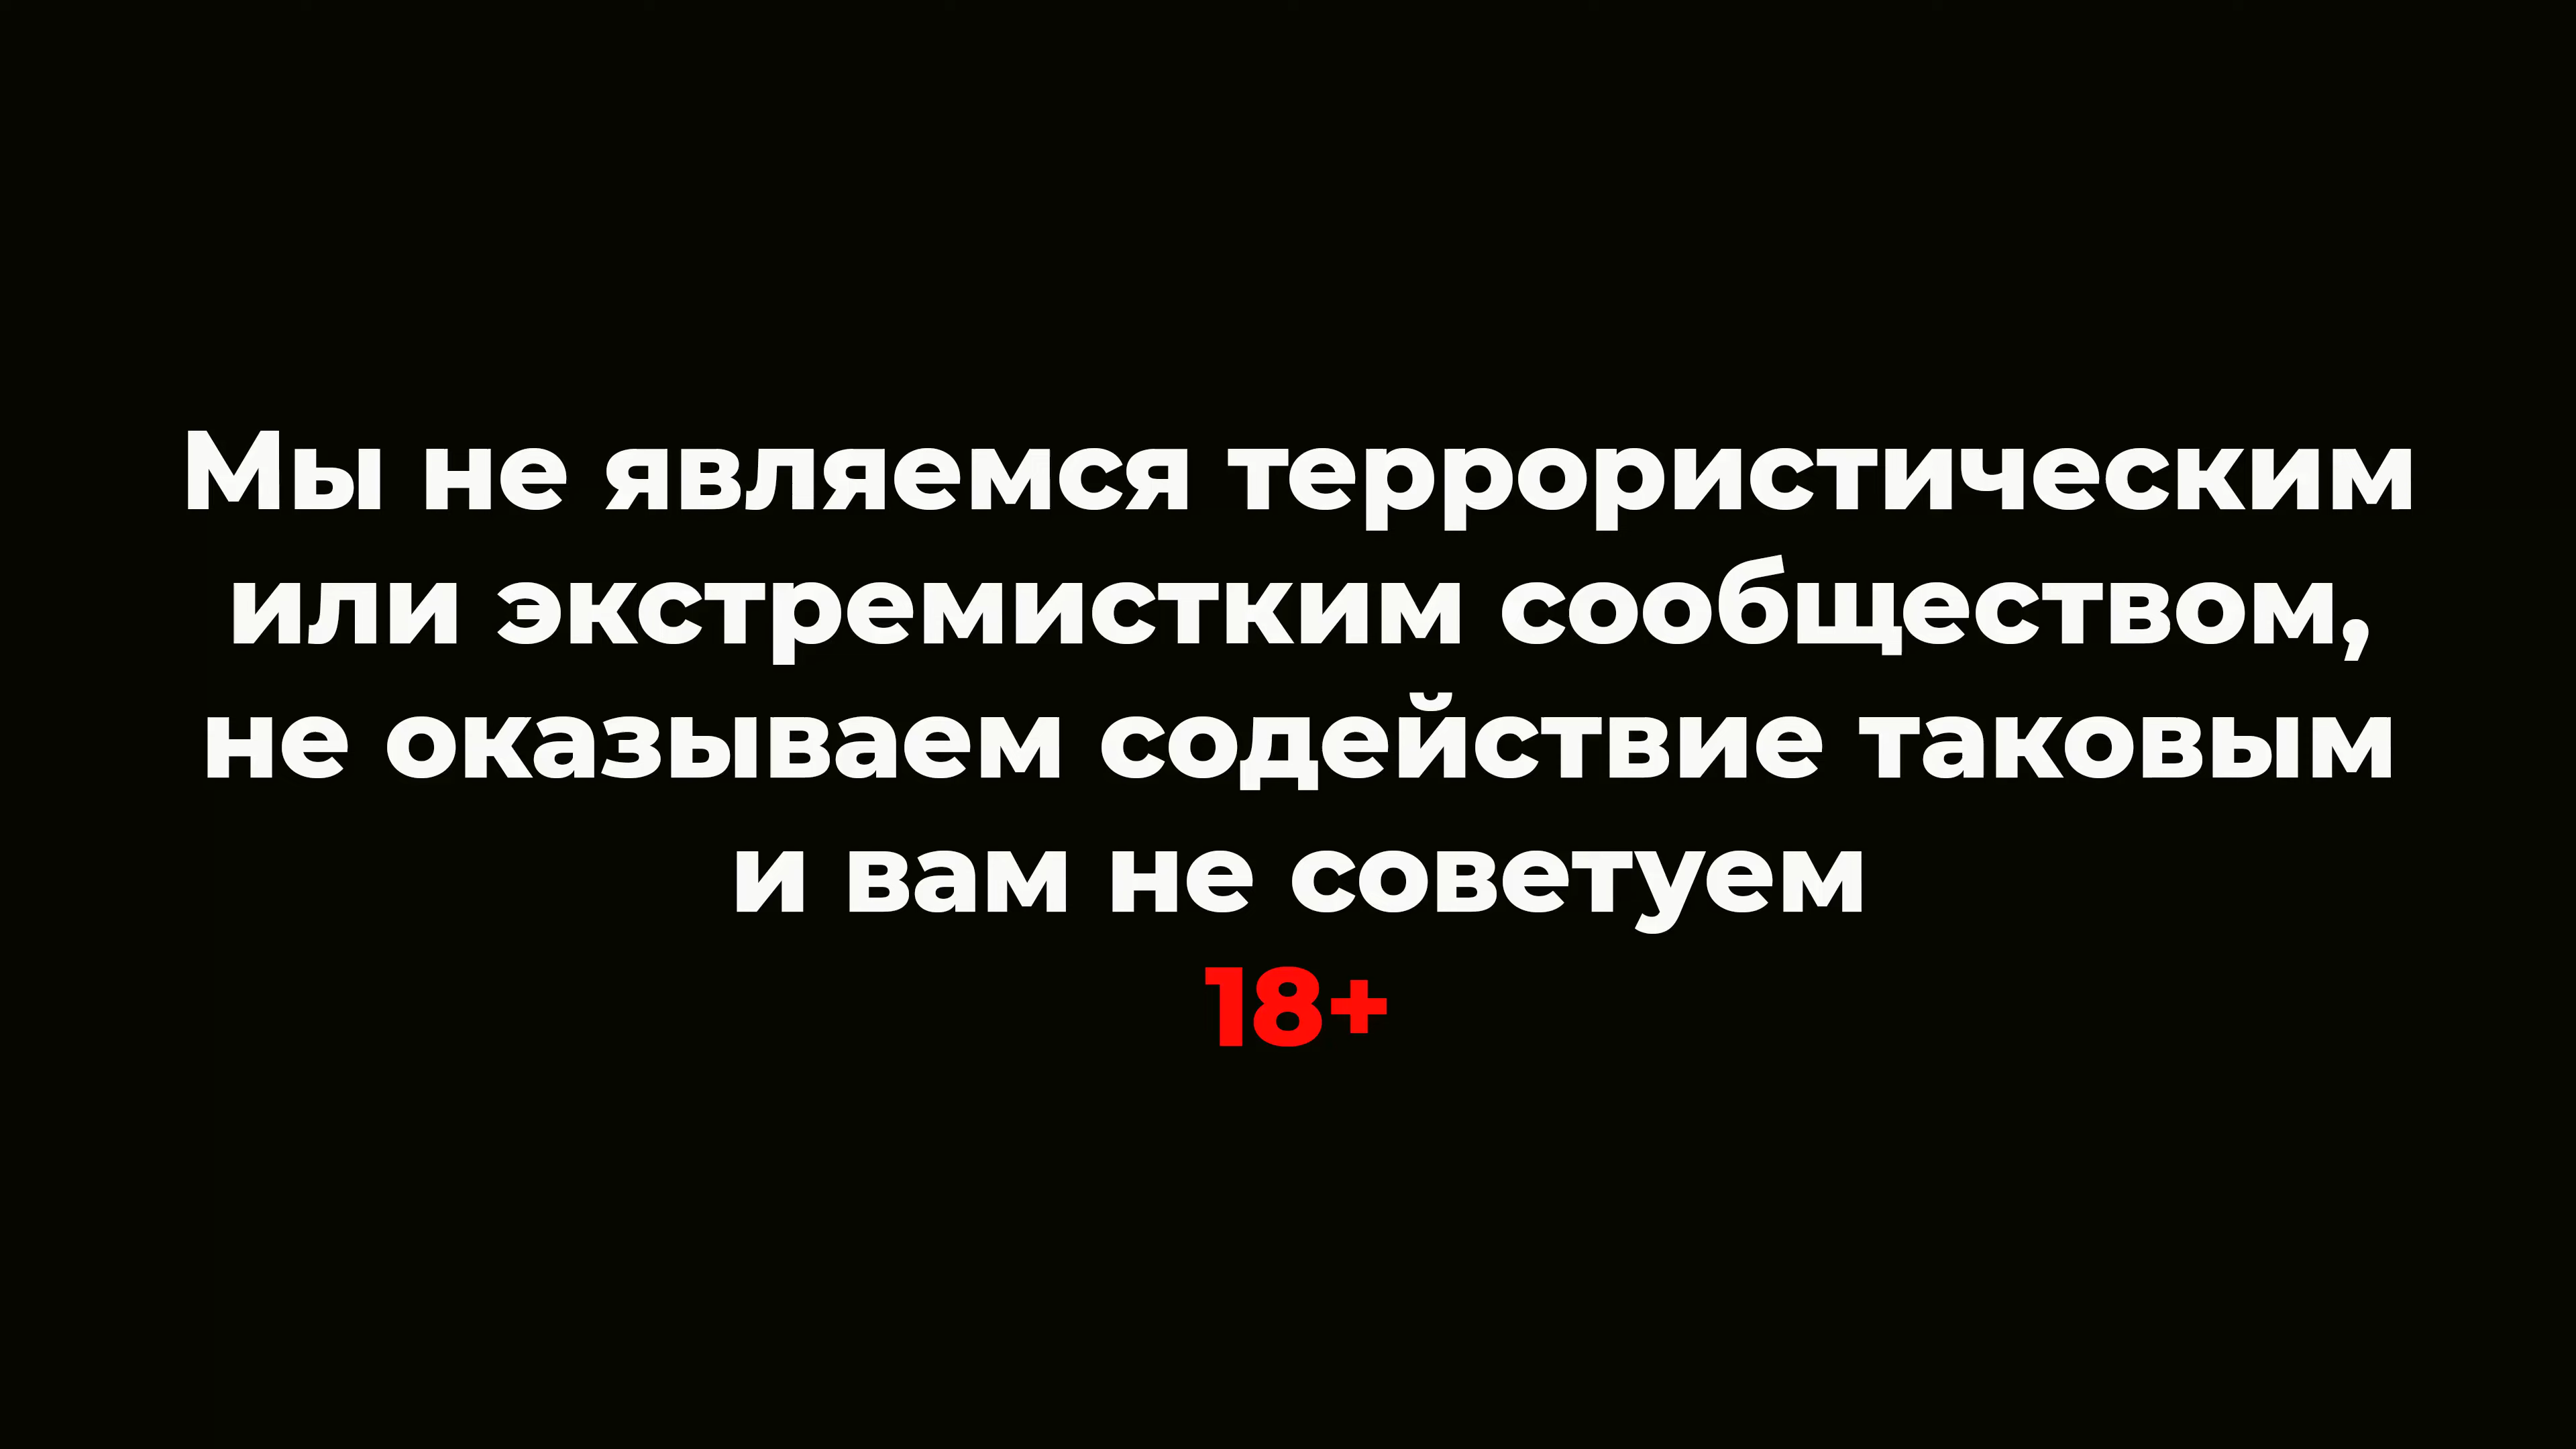 Мы не являемся террористическим
или экстремистким сообществом,
не оказываем содействие таковым
и вам не советуем
18+